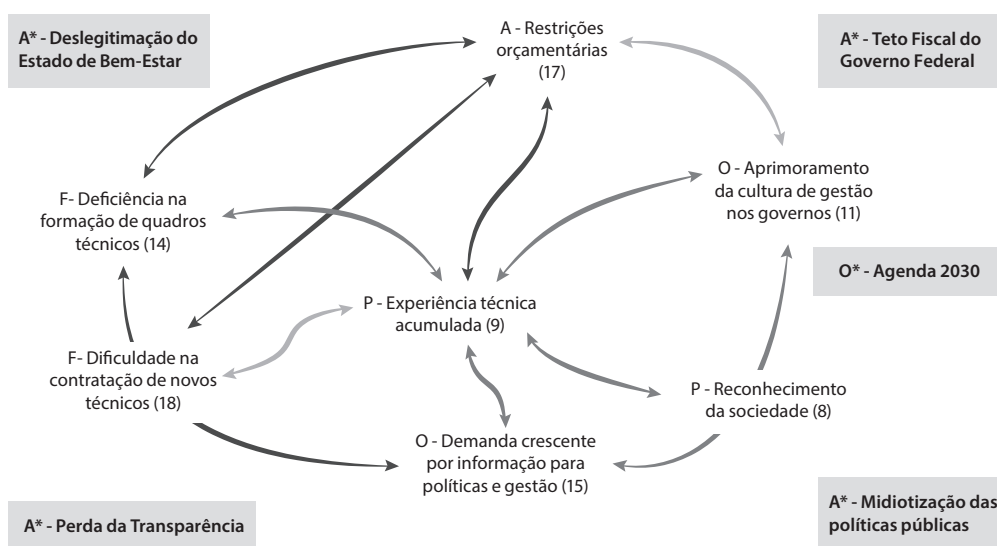 A* - Deslegitimação do
Estado de Bem-Estar
A - Restrições
orçamentárias
(17)
A* - Teto Fiscal do
Governo Federal
F- Deficiência na
formação de quadros
técnicos (14)
O - Aprimoramento
da cultura de gestão
nos governos (11)
O* - Agenda 2030
P - Experiência técnica
acumulada (9)
F- Dificuldade na
contratação de novos
técnicos (18)
P - Reconhecimento
da sociedade (8)
O - Demanda crescente
por informação para
políticas e gestão (15)
A* - Perda da Transparência
A* - Midiotização das
políticas públicas